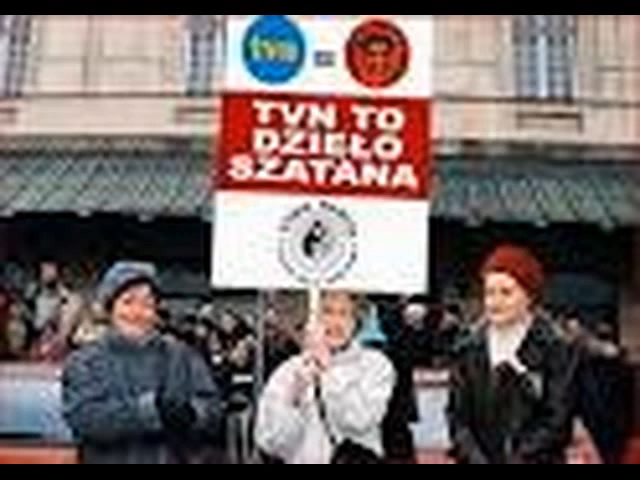 tvn =
TVN TO
DZIEŁO
SZATANA